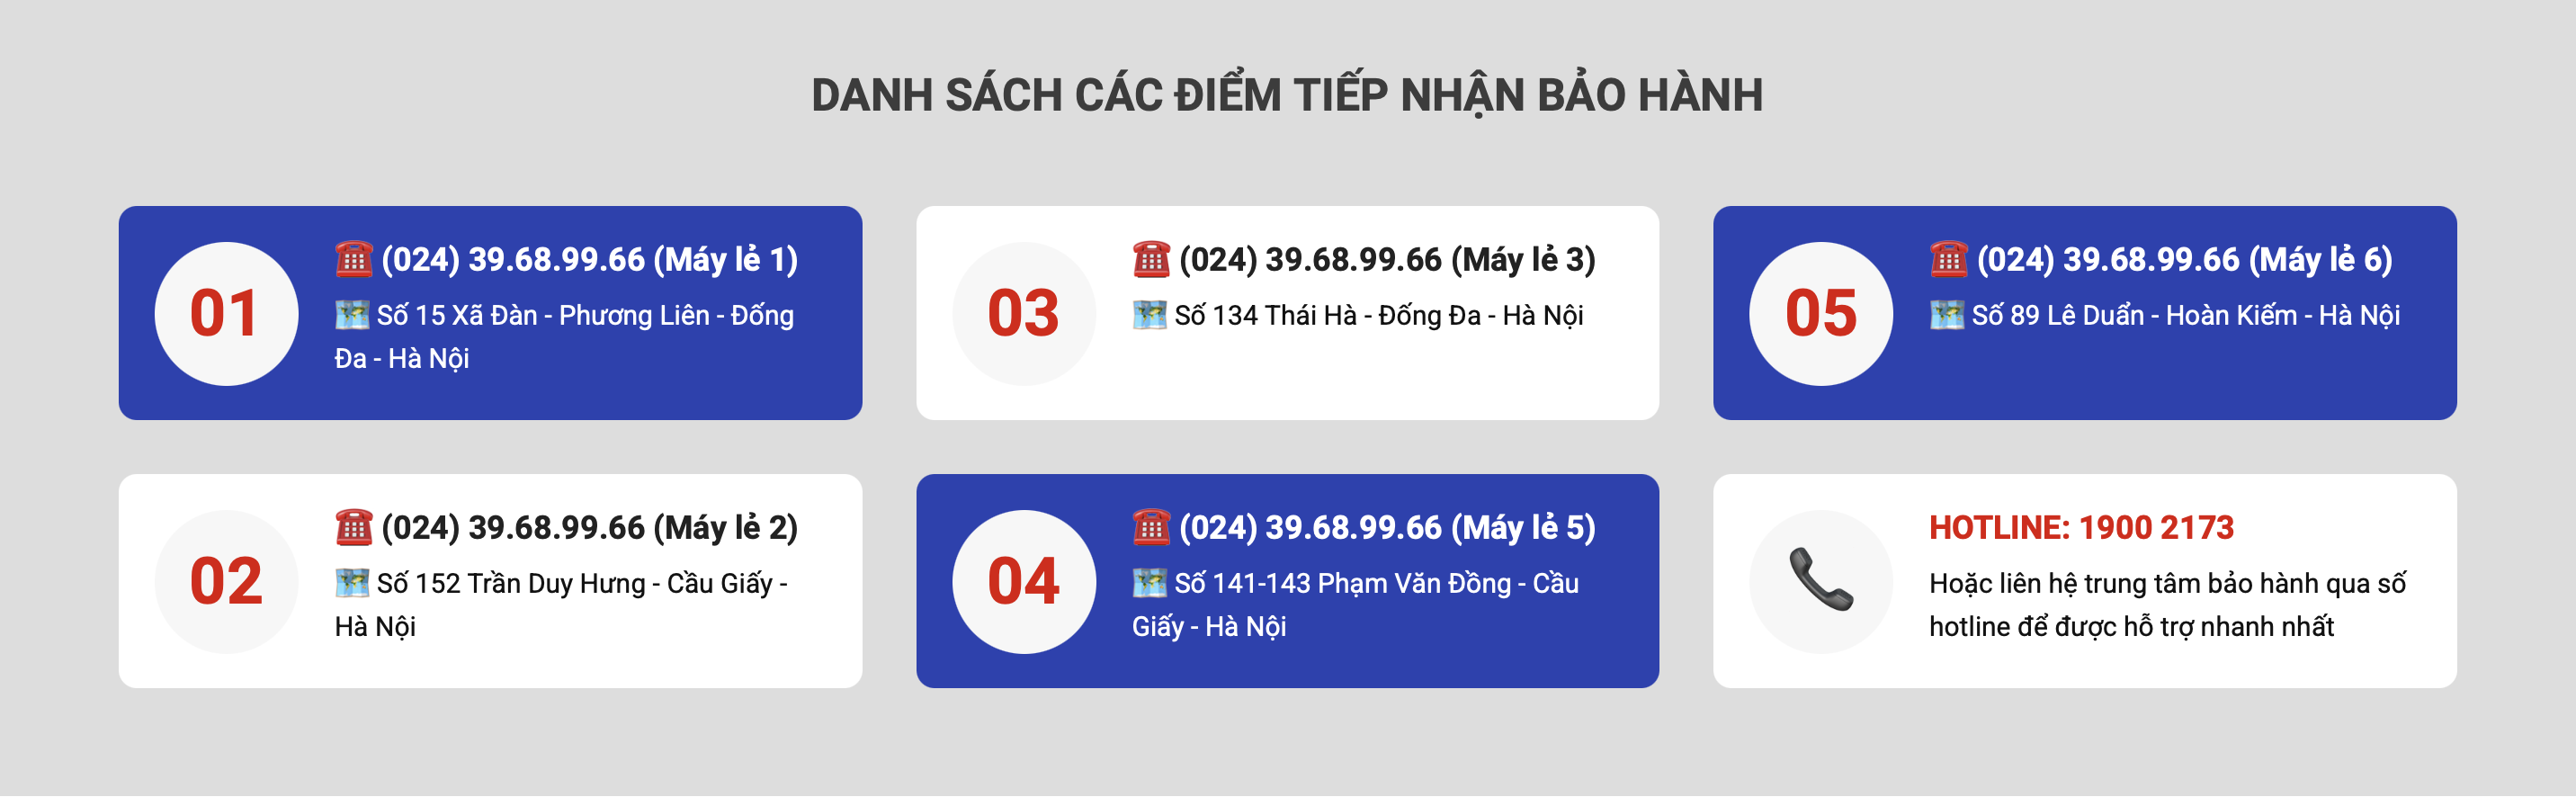 DANH SÁCH CÁC ĐIỂM TIẾP NHẬN BẢO HÀNH
01
☎️ (024) 39.68.99.66 (Máy lẻ 1)
🗺️ Số 15 Xã Đàn - Phương Liên - Đống
Đa - Hà Nội
02
☎️ (024) 39.68.99.66 (Máy lẻ 2)
🗺️ Số 152 Trần Duy Hưng - Cầu Giấy -
Hà Nội
03
☎️ (024) 39.68.99.66 (Máy lẻ 3)
🗺️ Số 134 Thái Hà - Đống Đa - Hà Nội
04
☎️ (024) 39.68.99.66 (Máy lẻ 5)
🗺️ Số 141-143 Phạm Văn Đồng - Cầu
Giấy - Hà Nội
05
☎️ (024) 39.68.99.66 (Máy lẻ 6)
🗺️ Số 89 Lê Duẩn - Hoàn Kiếm - Hà Nội
HOTLINE: 1900 2173
Hoặc liên hệ trung tâm bảo hành qua số
hotline để được hỗ trợ nhanh nhất